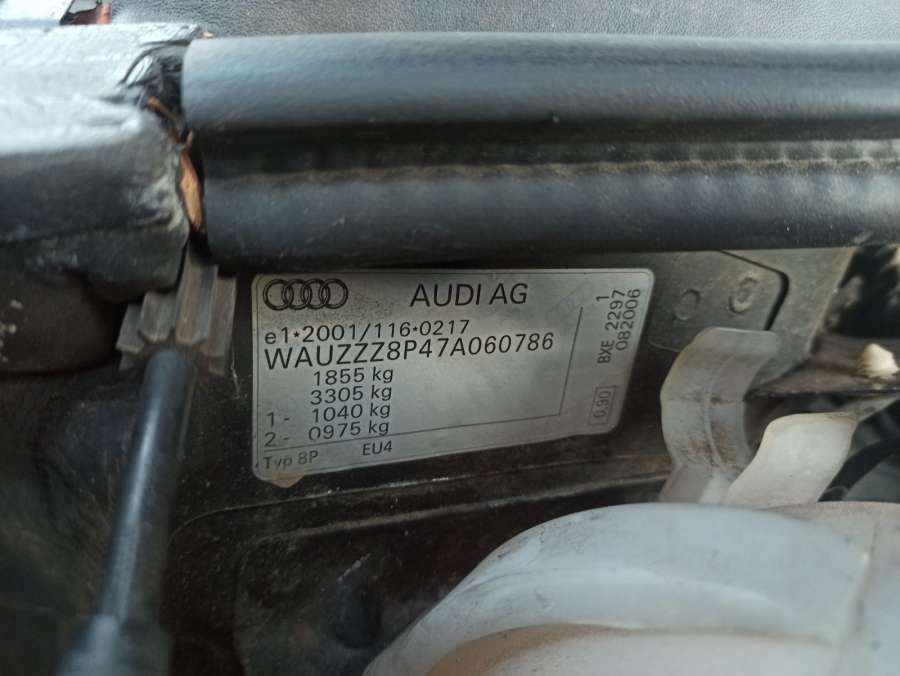 AUDI AG
e1*2001/116*0217
WAUZZZ8P47A060786
1855 kg
3305 kg
1 - 1040 kg
2 - 0975 kg
Typ 8P EU4
1
BXE 2297
082006
0.90